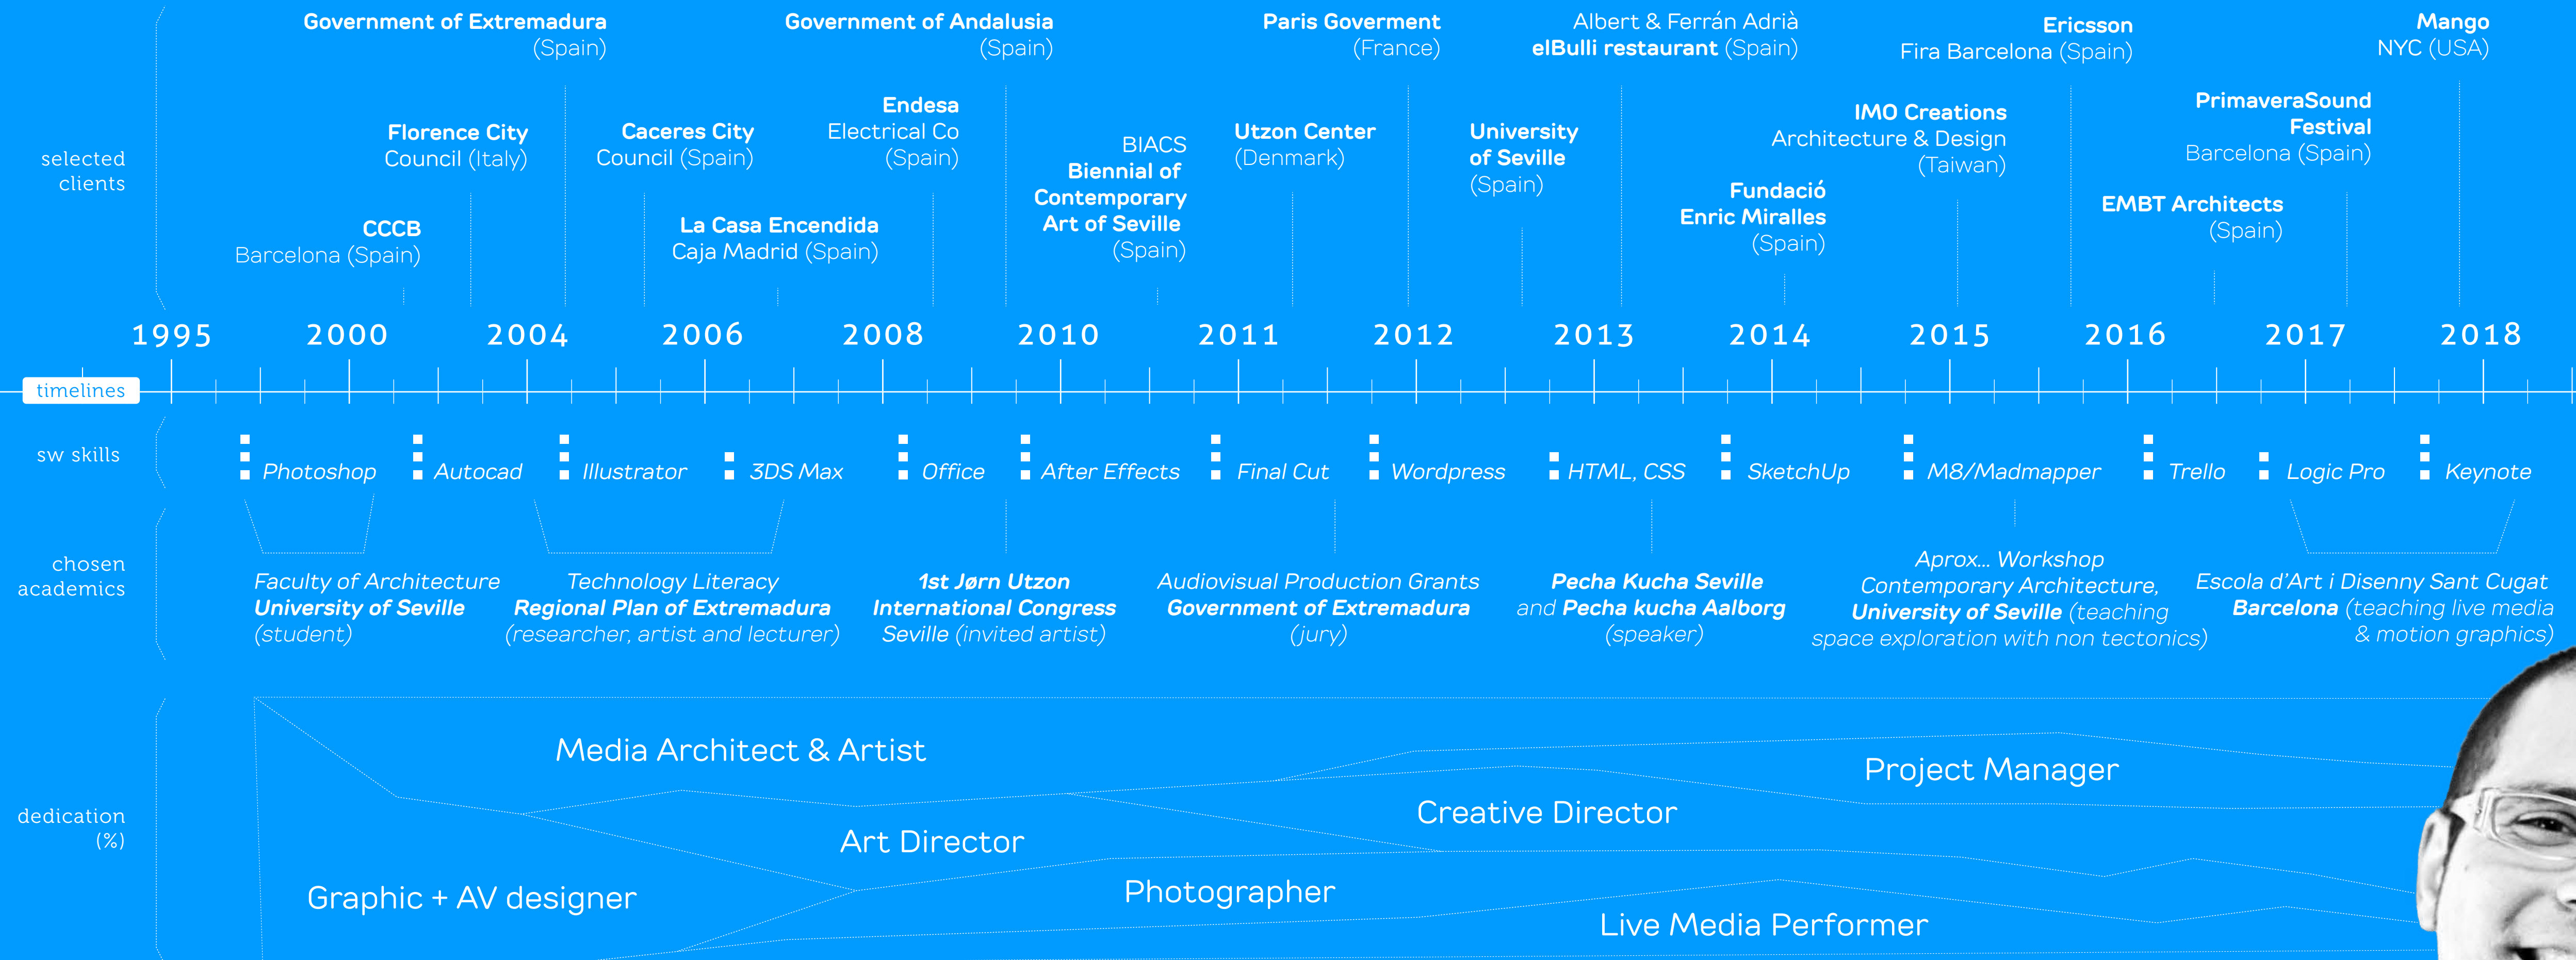 selected
clients
Government of Extremadura
(Spain)
Government of Andalusia
(Spain)
Paris Goverment
(France)
Albert & Ferrán Adrià
elBulli restaurant (Spain)
Ericsson
Fira Barcelona (Spain)
Mango
NYC (USA)
Florence City
Council (Italy)
Caceres City
Council (Spain)
Endesa
Electrical Co
(Spain)
BIACS
Biennial of
Contemporary
Art of Seville
(Spain)
Utzon Center
(Denmark)
University
of Seville
(Spain)
IMO Creations
Architecture & Design
(Taiwan)
PrimaveraSound
Festival
Barcelona (Spain)
CCCB
Barcelona (Spain)
La Casa Encendida
Caja Madrid (Spain)
Fundació
Enric Miralles
(Spain)
EMBT Architects
(Spain)
1995 2000 2004 2006 2008 2010 2011 2012 2013 2014 2015 2016 2017 2018
timelines
sw skills
Photoshop Autocad Illustrator 3DS Max Office After Effects Final Cut Wordpress HTML, CSS SketchUp M8/Madmapper Trello Logic Pro Keynote
chosen
academics
Faculty of Architecture
University of Seville
(student)
Technology Literacy
Regional Plan of Extremadura
(researcher, artist and lecturer)
1st Jørn Utzon
International Congress
Seville (invited artist)
Audiovisual Production Grants
Government of Extremadura
(jury)
Pecha Kucha Seville
and Pecha kucha Aalborg
(speaker)
Aprox... Workshop
Contemporary Architecture,
University of Seville (teaching
space exploration with non tectonics)
Escola d'Art i Disenny Sant Cugat
Barcelona (teaching live media
& motion graphics)
dedication
(%)
Media Architect & Artist
Project Manager
Creative Director
Art Director
Graphic + AV designer
Photographer
Live Media Performer